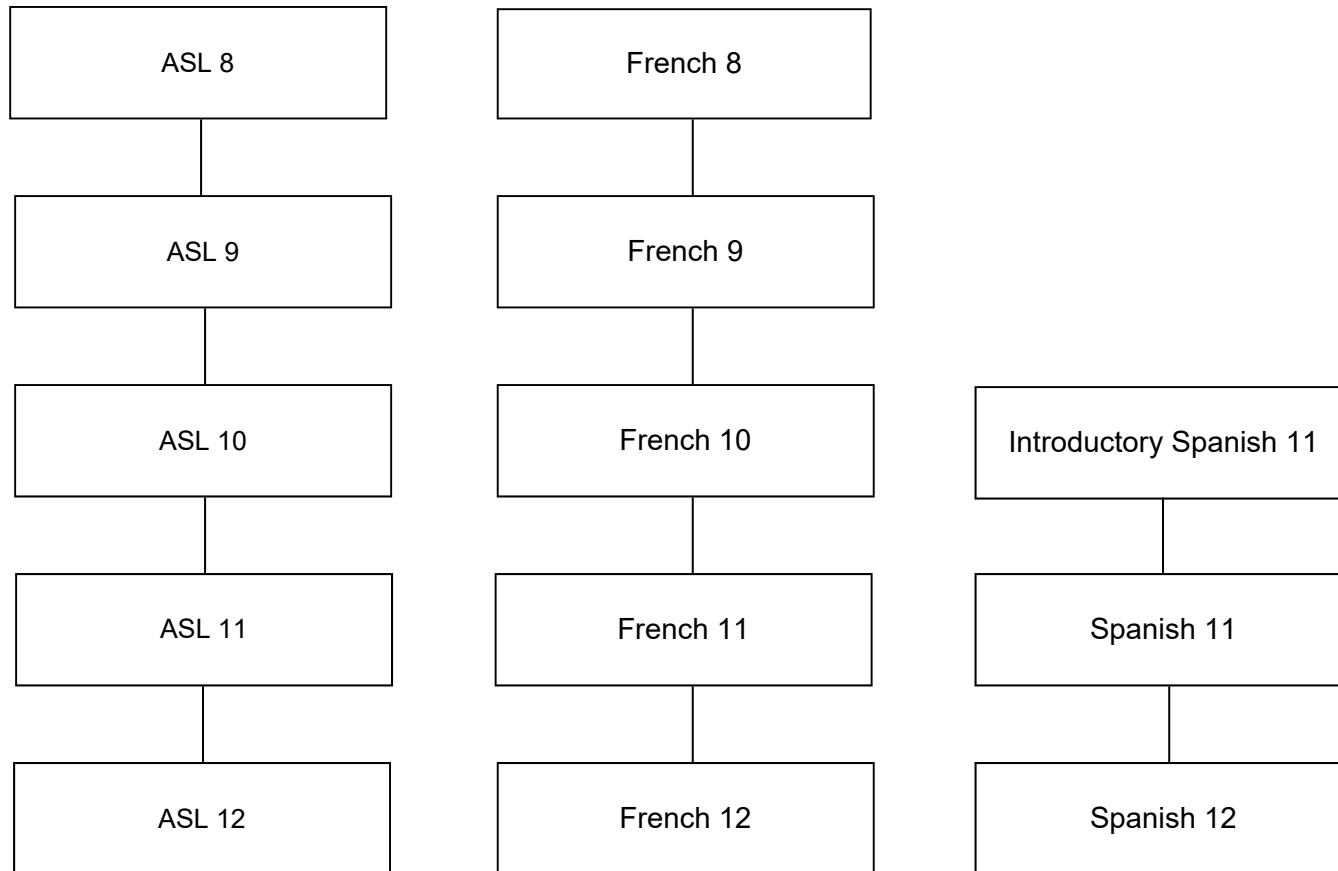 ASL 8
French 8
ASL 9
French 9
ASL 10
French 10
Introductory Spanish 11
ASL 11
French 11
Spanish 11
ASL 12
French 12
Spanish 12